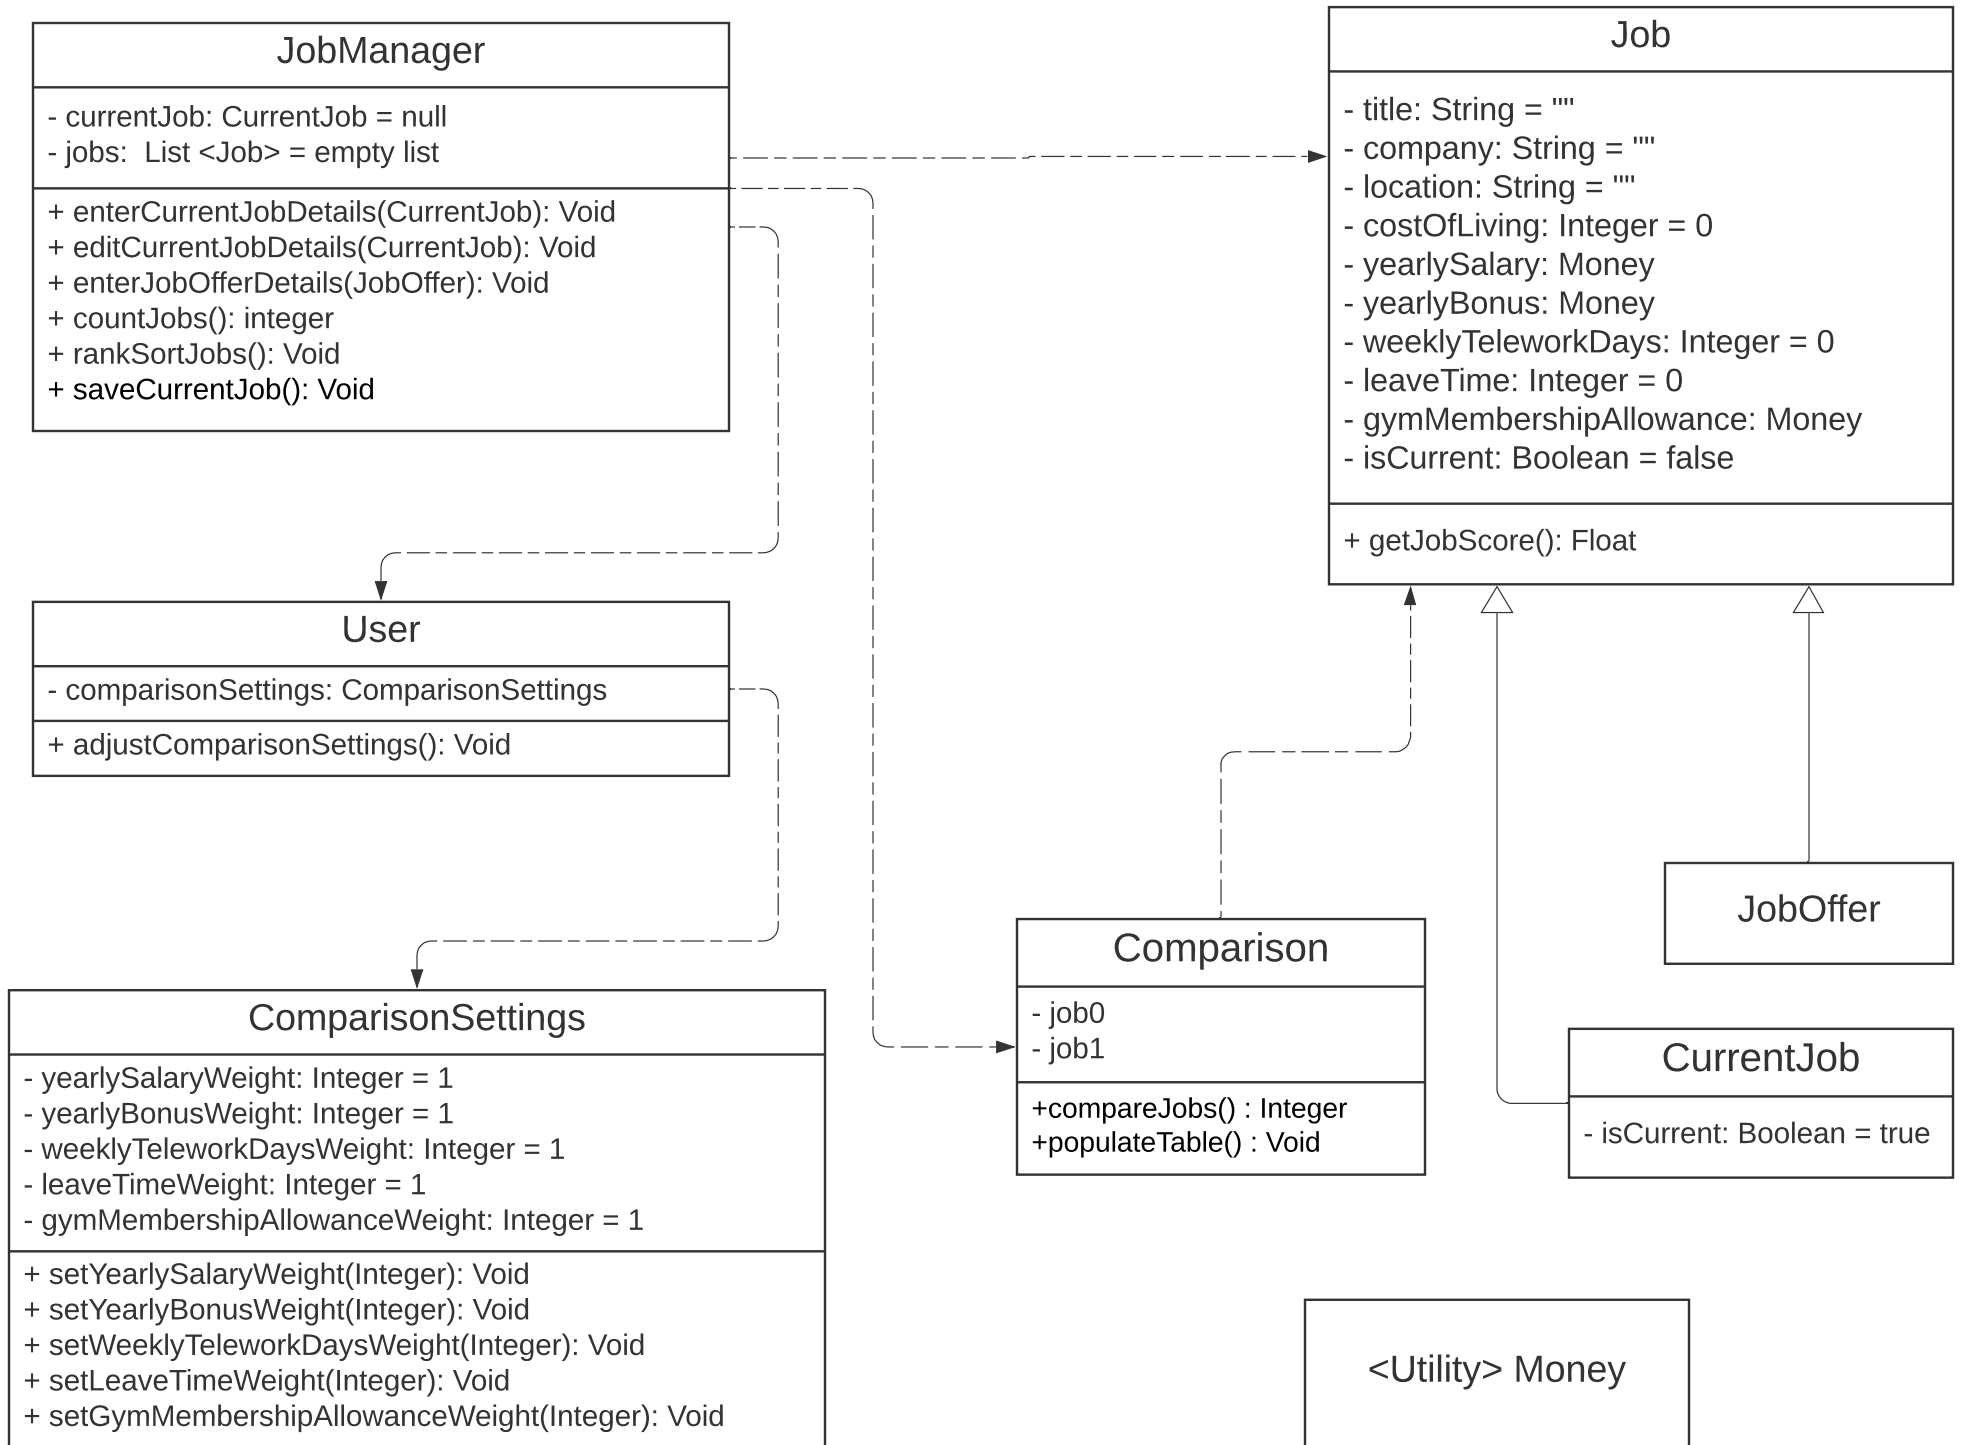 JobManager
- currentJob: CurrentJob = null
- jobs:  List <Job> = empty list
+ enterCurrentJobDetails(CurrentJob): Void
+ editCurrentJobDetails(CurrentJob): Void
+ enterJobOfferDetails(JobOffer): Void
+ countJobs(): integer
+ rankSortJobs(): Void
+ saveCurrentJob(): Void
Job
- title: String = ""
- company: String = ""
- location: String = ""
- costOfLiving: Integer = 0
- yearlySalary: Money
- yearlyBonus: Money
- weeklyTeleworkDays: Integer = 0
- leaveTime: Integer = 0
- gymMembershipAllowance: Money
- isCurrent: Boolean = false
+ getJobScore(): Float
User
- comparisonSettings: ComparisonSettings
+ adjustComparisonSettings(): Void
ComparisonSettings
- yearlySalaryWeight: Integer = 1
- yearlyBonusWeight: Integer = 1
- weeklyTeleworkDaysWeight: Integer = 1
- leaveTimeWeight: Integer = 1
- gymMembershipAllowanceWeight: Integer = 1
+ setYearlySalaryWeight(Integer): Void
+ setYearlyBonusWeight(Integer): Void
+ setWeeklyTeleworkDaysWeight(Integer): Void
+ setLeaveTimeWeight(Integer): Void
+ setGymMembershipAllowanceWeight(Integer): Void
Comparison
- job0
- job1
+compareJobs() : Integer
+populateTable() : Void
JobOffer
CurrentJob
- isCurrent: Boolean = true
<Utility> Money